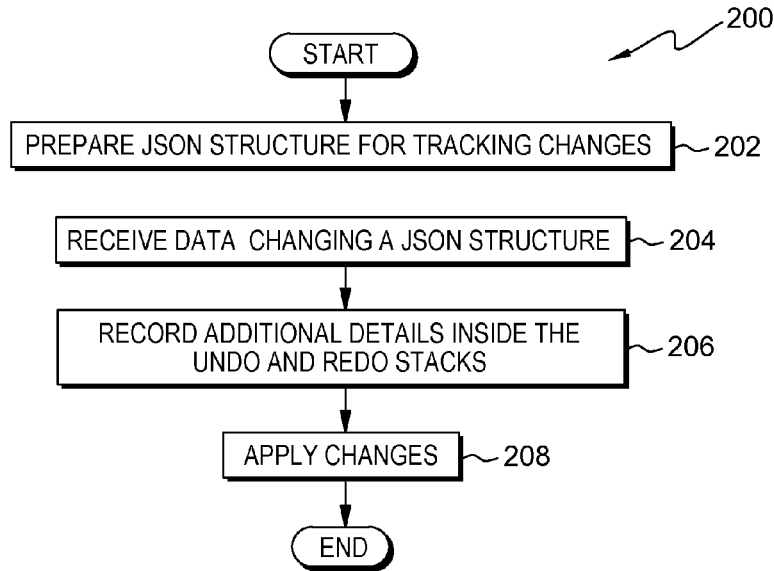 200
START
PREPARE JSON STRUCTURE FOR TRACKING CHANGES
202
RECEIVE DATA CHANGING A JSON STRUCTURE
204
RECORD ADDITIONAL DETAILS INSIDE THE
UNDO AND REDO STACKS
206
APPLY CHANGES
208
END